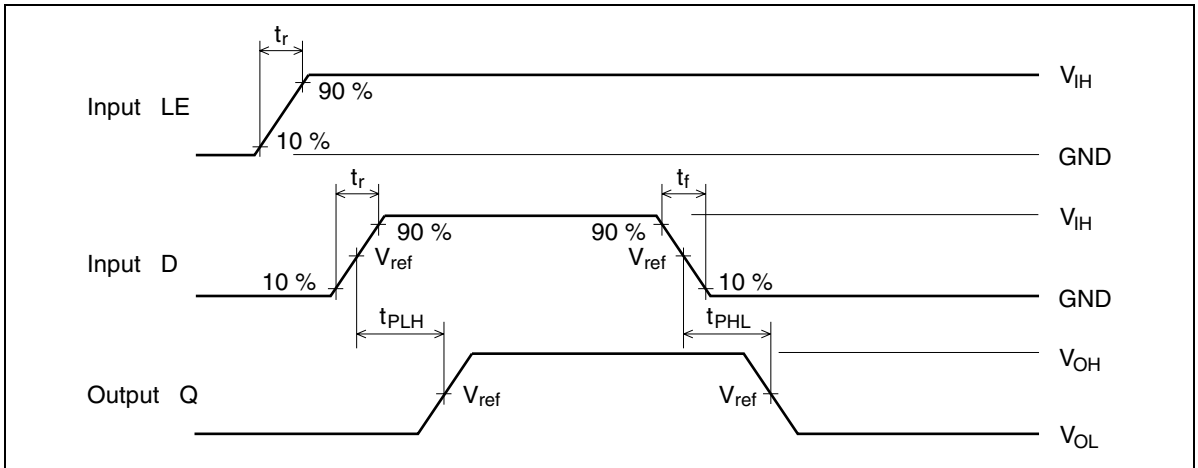 tr
90 %
VIH
Input LE
10 %
GND
tr
tf
VIH
90 %
90 %
Vref
Vref
Input D
10 %
10 %
GND
tPLH
tPHL
VOH
Output Q
Vref
Vref
VOL